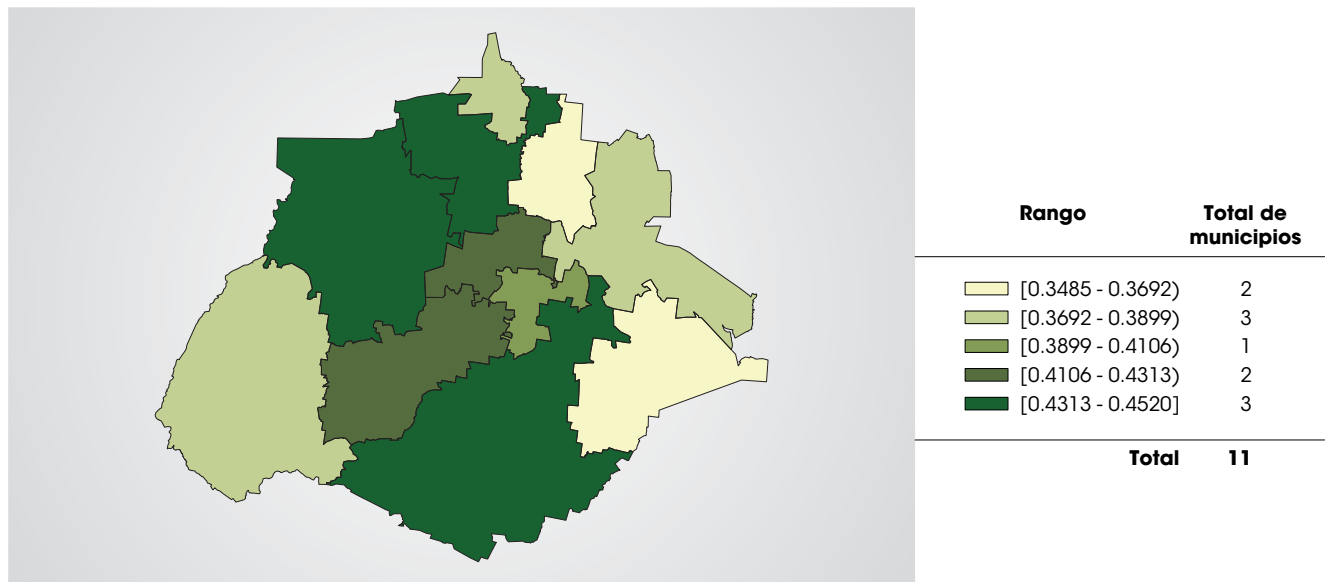 Rango Total de
municipios
[0.3485 - 0.3692) 2
[0.3692 - 0.3899) 3
[0.3899 - 0.4106) 1
[0.4106 - 0.4313) 2
[0.4313 - 0.4520] 3
Total 11